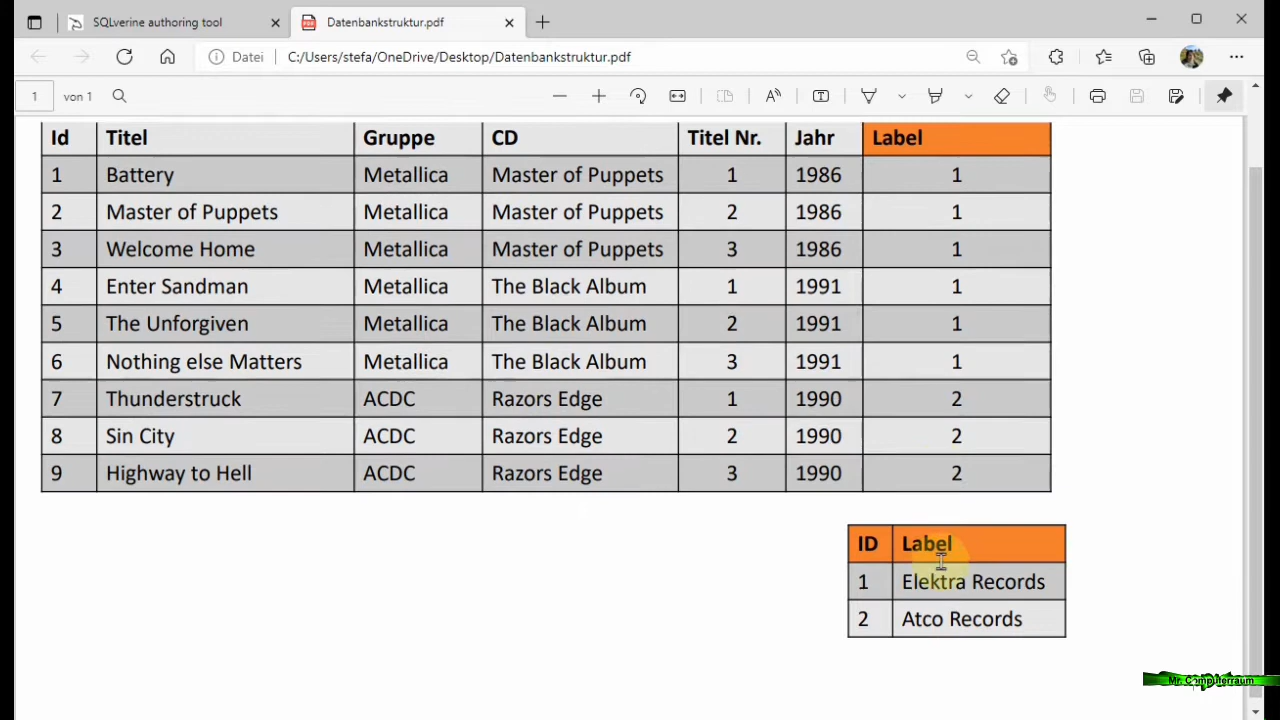 SQLverine authoring tool
Datenbankstruktur.pdf
Datei C:/Users/stefa/OneDrive/Desktop/Datenbankstruktur.pdf
1 von 1
Id Titel Gruppe CD Titel Nr. Jahr Label
1 Battery Metallica Master of Puppets 1 1986 1
2 Master of Puppets Metallica Master of Puppets 2 1986 1
3 Welcome Home Metallica Master of Puppets 3 1986 1
4 Enter Sandman Metallica The Black Album 1 1991 1
5 The Unforgiven Metallica The Black Album 2 1991 1
6 Nothing else Matters Metallica The Black Album 3 1991 1
7 Thunderstruck ACDC Razors Edge 1 1990 2
8 Sin City ACDC Razors Edge 2 1990 2
9 Highway to Hell ACDC Razors Edge 3 1990 2
ID Label
1 Elektra Records
2 Atco Records
Mr. Computerraum